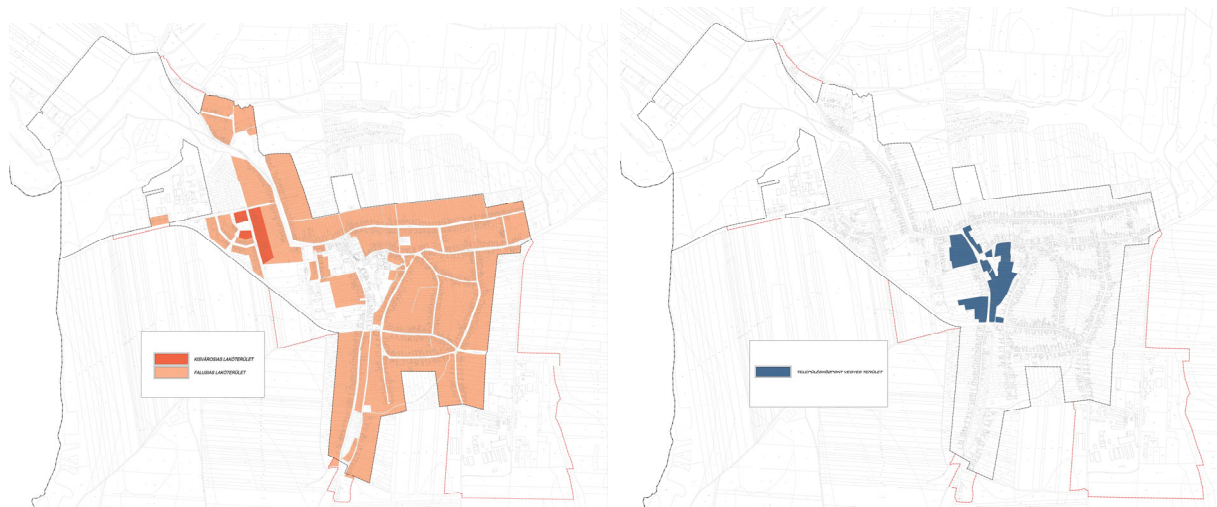 KISVÁROSIAS LAKÓTERÜLET
FALUSIAS LAKÓTERÜLET
TELEPÜLÉSKÖZPONT VEGYES TERÜLET